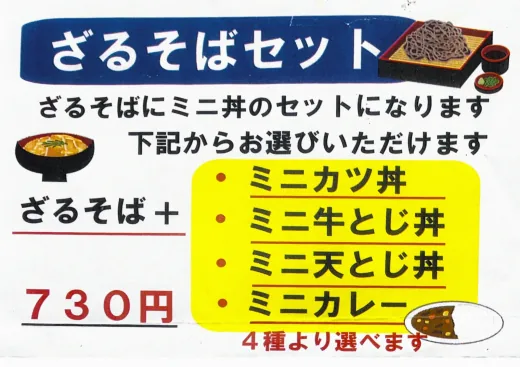 ざるそばセット
ざるそばにミニ丼のセットになります
下記からお選びいただけます
ざるそば＋
・ミニカツ丼
・ミニ牛とじ丼
・ミニ天とじ丼
・ミニカレー
７３０円
４種より選べます